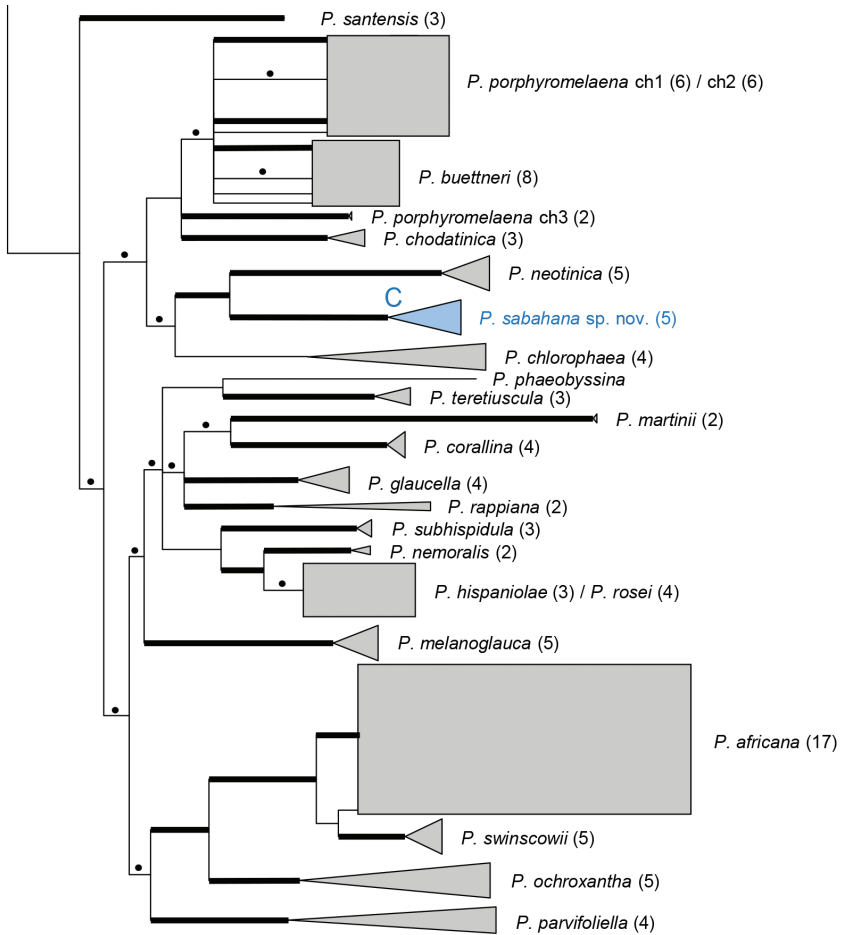 P. santensis (3)
P. porphyromelaena ch1 (6) / ch2 (6)
P. buettneri (8)
P. porphyromelaena ch3 (2)
P. chodatinica (3)
P. neotinica (5)
C
P. sabahana sp. nov. (5)
P. chlorophaea (4)
P. phaeobyssina
P. teretiuscula (3)
P. martinii (2)
P. corallina (4)
P. glaucella (4)
P. rappiana (2)
P. subhispidula (3)
P. nemoralis (2)
P. hispaniolae (3) / P. rosei (4)
P. melanoglauca (5)
P. africana (17)
P. swinscowii (5)
P. ochroxantha (5)
P. parvifoliella (4)